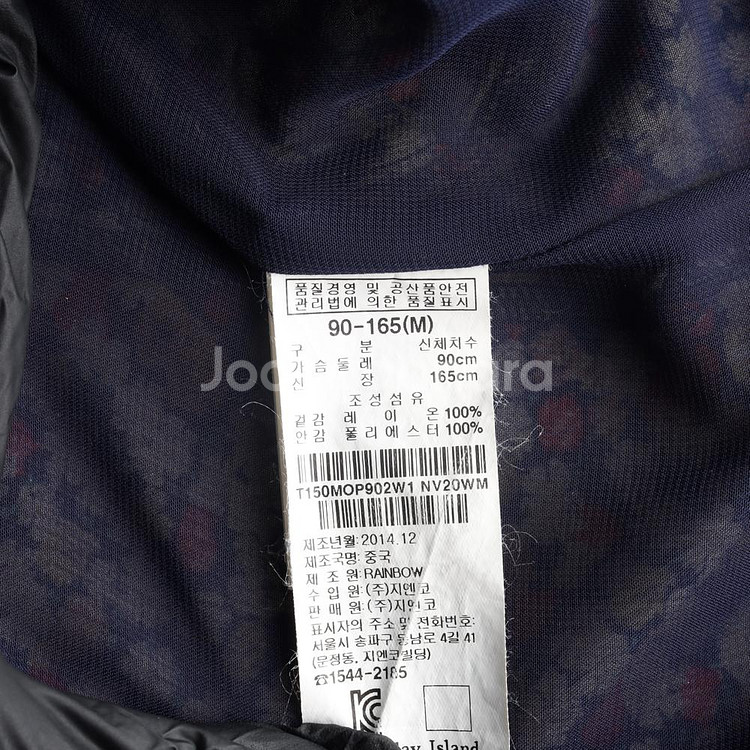 품질경영 및 공산품안전
관리법에 의한 품질표시
90-165(M)
구 분 신체치수
가슴둘레 90cm
신 장 165cm
조성섬유
겉감 레 이 온 100%
안감 폴리에스터 100%
T150MOP902W1 NV20WM
제조년월:2014.12
제조국명:중국
제 조 원:RAINBOW
수 입 원:(주)지엔코
판 매 원:(주)지엔코
표시자의 주소 및 전화번호:
서울시 송파구 동남로 4길 41
(문정동, 지엔코빌딩)
☎1544-2185
Island